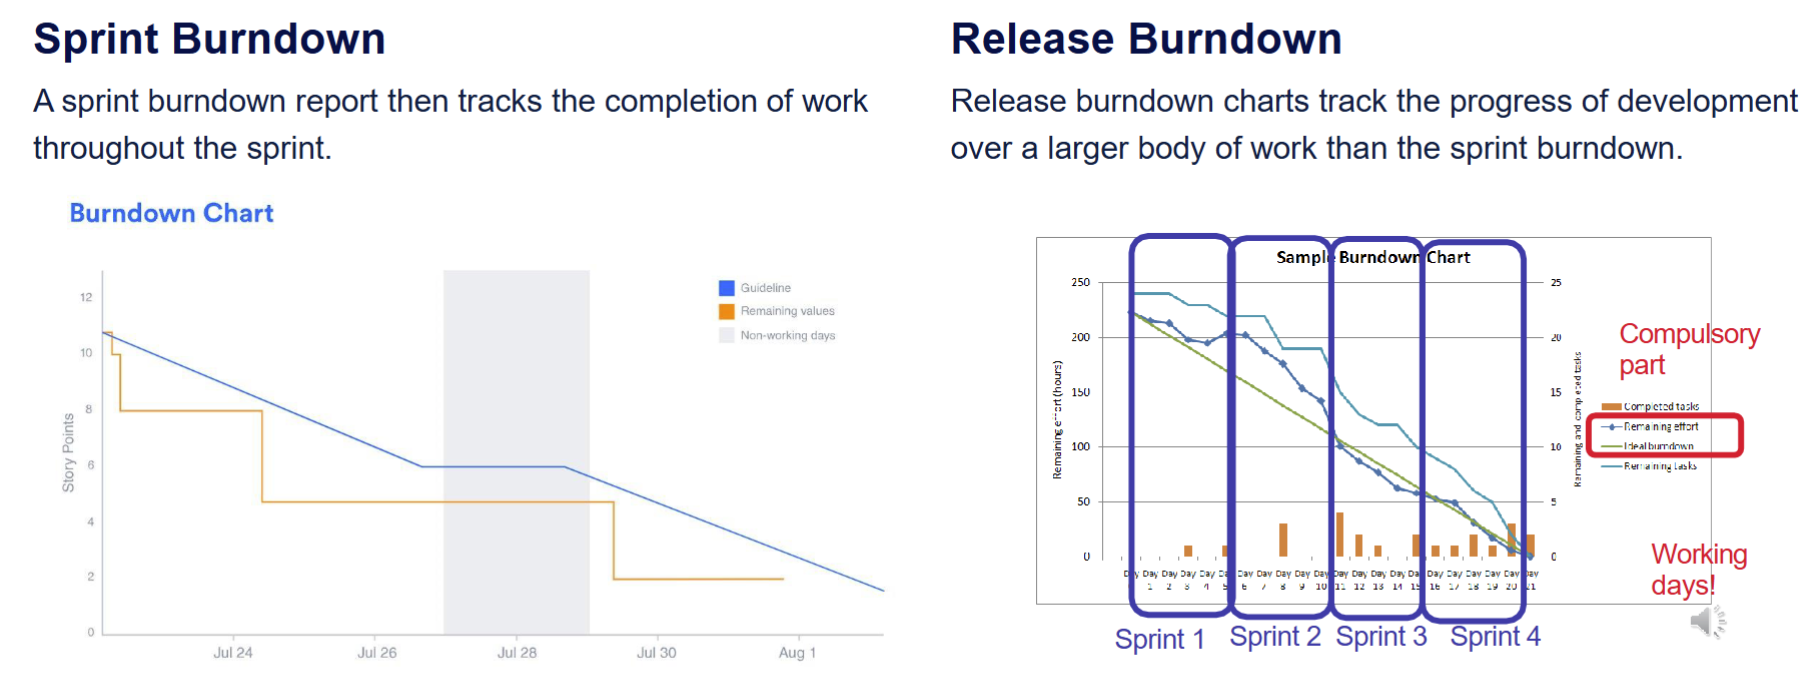 Sprint Burndown
A sprint burndown report then tracks the completion of work
throughout the sprint.
Burndown Chart
Guideline
Remaining values
Non-working days
Story Points
12
10
8
6
4
2
0
Jul 24
Jul 26
Jul 28
Jul 30
Aug 1
Release Burndown
Release burndown charts track the progress of development
over a larger body of work than the sprint burndown.
Sample Burndown Chart
250
200
150
100
50
0
Remaining effort (hours)
25
20
15
10
5
0
Remaining and completed tasks
Compulsory
part
Completed tasks
Remaining effort
Ideal burndown
Remaining tasks
Working
days!
Day Day Day Day Day Day Day Day Day Day Day Day Day Day Day Day Day Day Day Day
1 2 3 4 5 6 7 8 9 10 11 12 13 14 15 16 17 18 19 20 21
Sprint 1
Sprint 2
Sprint 3
Sprint 4